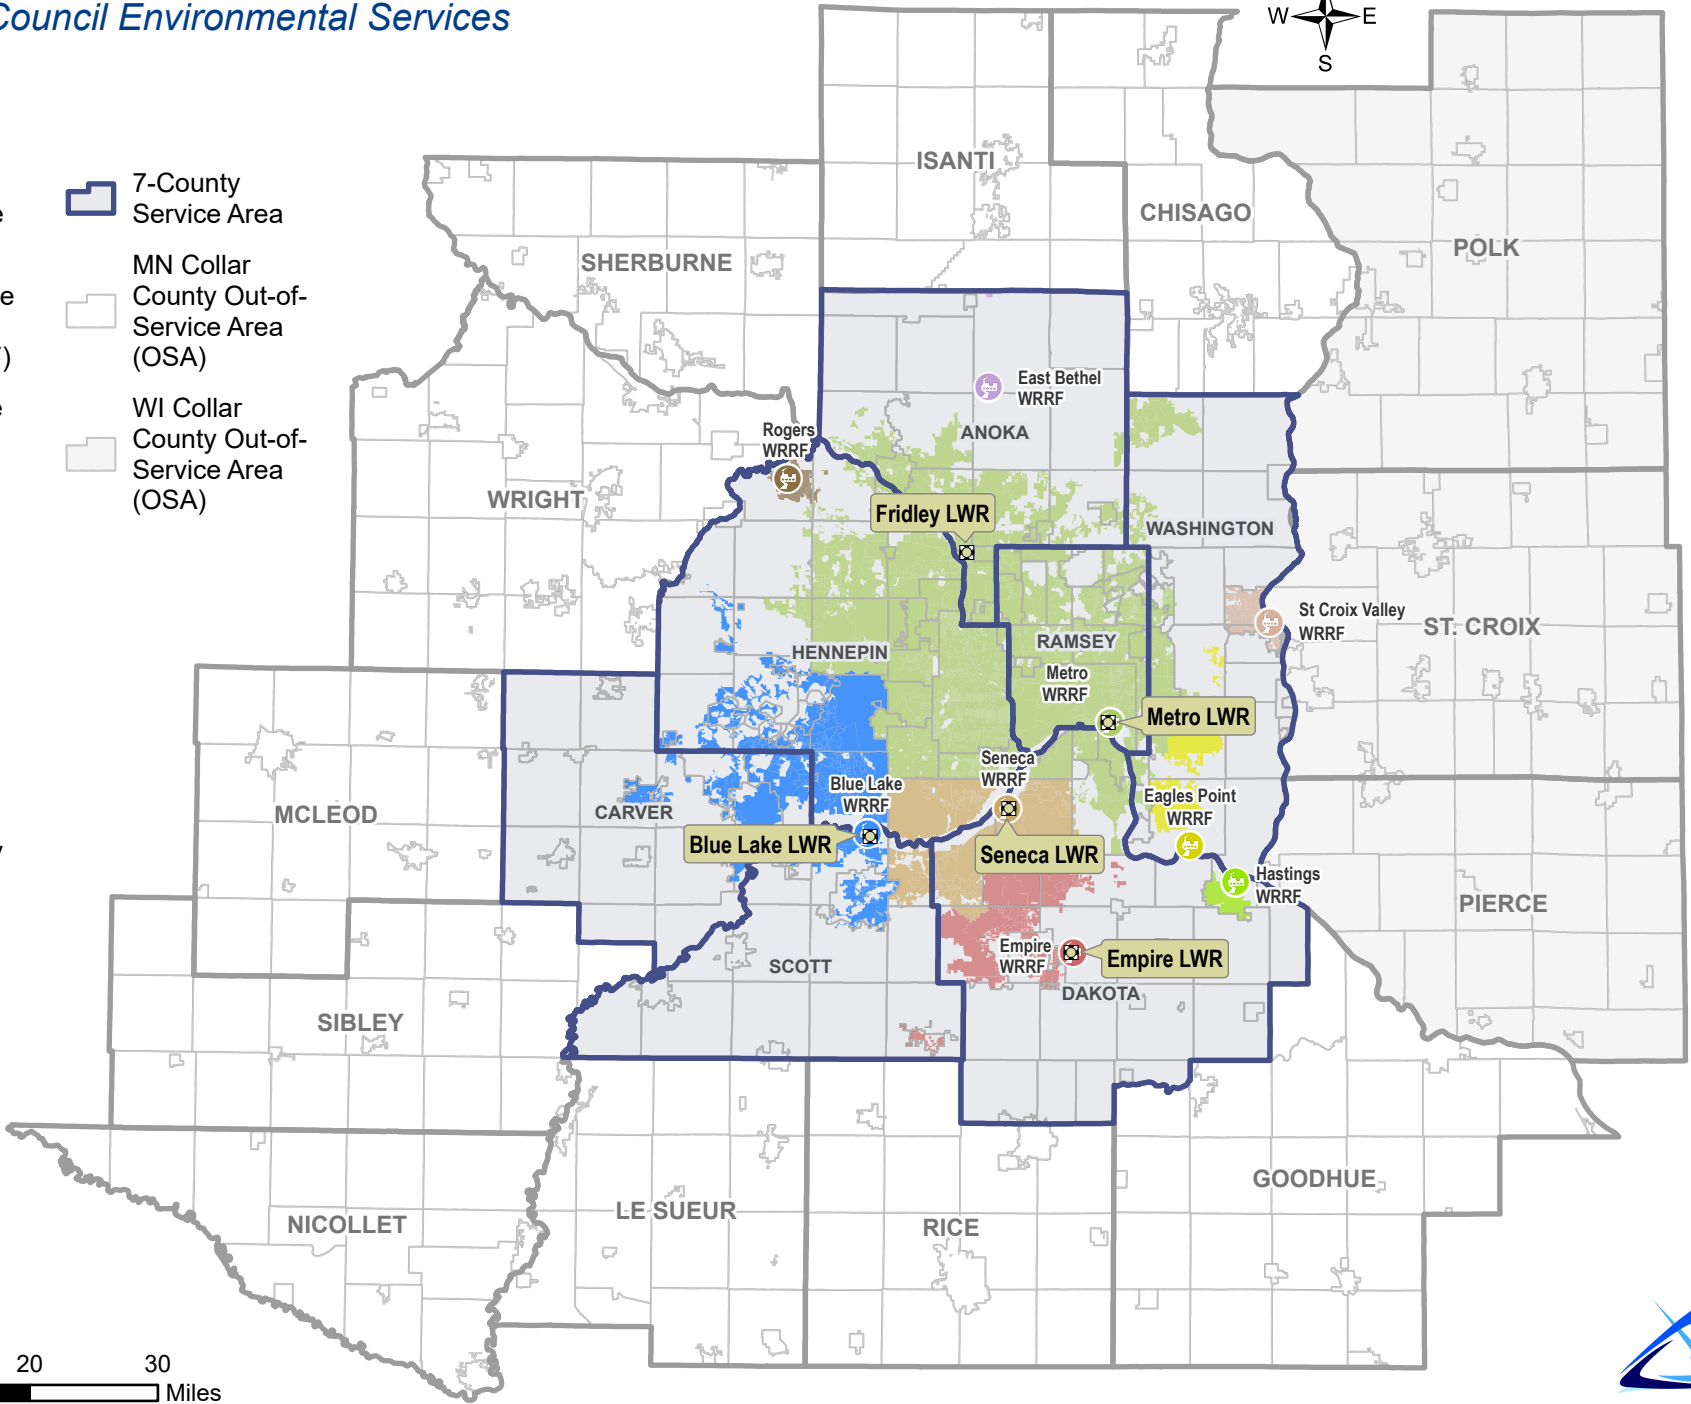 Council Environmental Services
W E
S
7-County
Service Area
e
MN Collar
County Out-of-
Service Area
(OSA)
e
)
WI Collar
County Out-of-
Service Area
(OSA)
e
y
ISANTI
CHISAGO
POLK
SHERBURNE
East Bethel
WRRF
ANOKA
Rogers
WRRF
WRIGHT
Fridley LWR
WASHINGTON
St Croix Valley
WRRF
ST. CROIX
HENNEPIN
RAMSEY
Metro
WRRF
Metro LWR
Seneca
WRRF
Blue Lake
WRRF
Eagles Point
WRRF
MCLEOD
CARVER
Blue Lake LWR
Seneca LWR
Hastings
WRRF
PIERCE
Empire
WRRF
Empire LWR
SCOTT
DAKOTA
SIBLEY
GOODHUE
LE SUEUR
NICOLLET
RICE
20 30
Miles